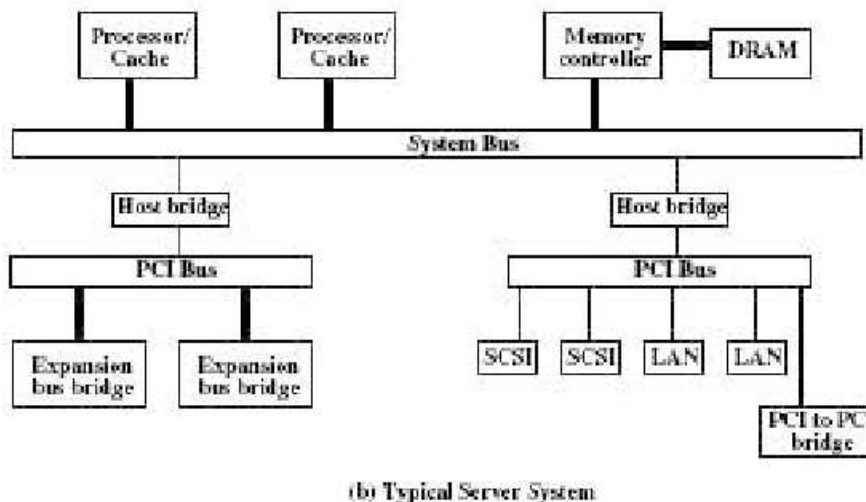 Processor/
Cache
Processor/
Cache
Memory
controller
DRAM
System Bus
Host bridge
Host bridge
PCI Bus
PCI Bus
Expansion
bus bridge
Expansion
bus bridge
SCSI
SCSI
LAN
LAN
PCI to PC
bridge
(b) Typical Server System